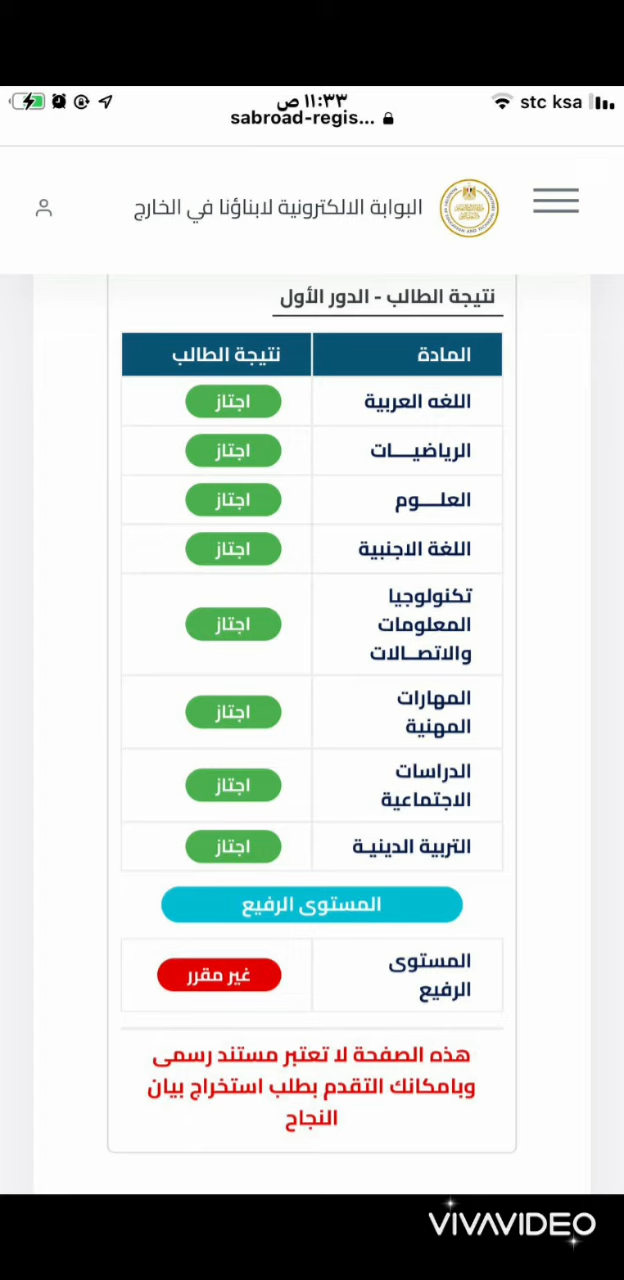 ١١:٣٣ ص
stc ksa
sabroad-regis...
البوابة الالكترونية لابناؤنا في الخارج
نتيجة الطالب - الدور الأول
المادة نتيجة الطالب
اللغه العربية اجتاز
الرياضيـــات اجتاز
العلـــوم اجتاز
اللغة الاجنبية اجتاز
تكنولوجيا
المعلومات اجتاز
والاتصــالات
المهارات
المهنية اجتاز
الدراسات
الاجتماعية اجتاز
التربية الدينيـة اجتاز
المستوى الرفيع
المستوى
الرفيع غير مقرر
هذه الصفحة لا تعتبر مستند رسمى
وبامكانك التقدم بطلب استخراج بيان
النجاح
VIVAVIDEO